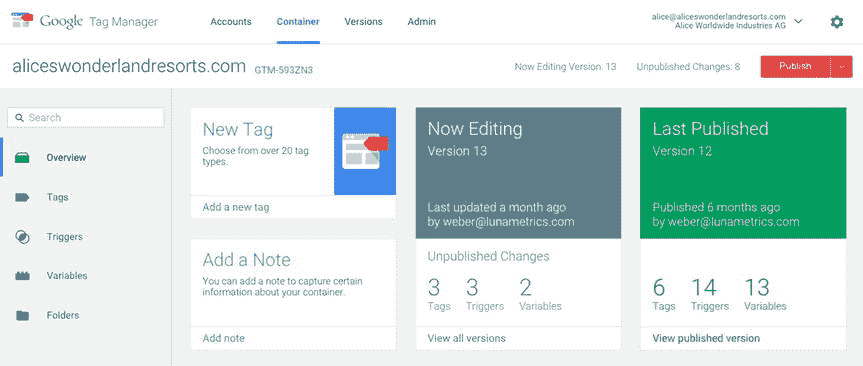 Google Tag Manager
Accounts
Container
Versions
Admin
alice@aliceswonderlandresorts.com
Alice Worldwide Industries AG
aliceswonderlandresorts.com GTM-593ZN3
Now Editing Version: 13
Unpublished Changes: 8
Publish
Search
Overview
Tags
Triggers
Variables
Folders
New Tag
Choose from over 20 tag
types.
Add a new tag
Add a Note
You can add a note to capture certain
information about your container.
Add note
Now Editing
Version 13
Last updated a month ago
by weber@lunametrics.com
Unpublished Changes
3 3 2
Tags Triggers Variables
View all versions
Last Published
Version 12
Published 6 months ago
by weber@lunametrics.com
6 14 13
Tags Triggers Variables
View published version